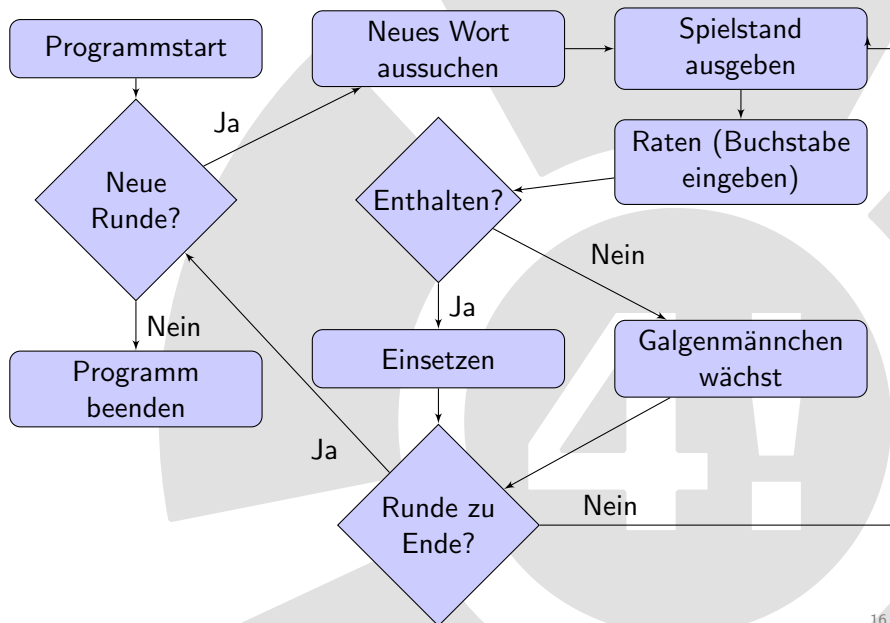 Programmstart
Neues Wort
aussuchen
Spielstand
ausgeben
Ja
Raten (Buchstabe
eingeben)
Neue
Runde?
Enthalten?
Nein
Ja
Nein
Einsetzen
Galgenmännchen
wächst
Programm
beenden
Ja
Runde zu
Ende?
Nein
4!
16